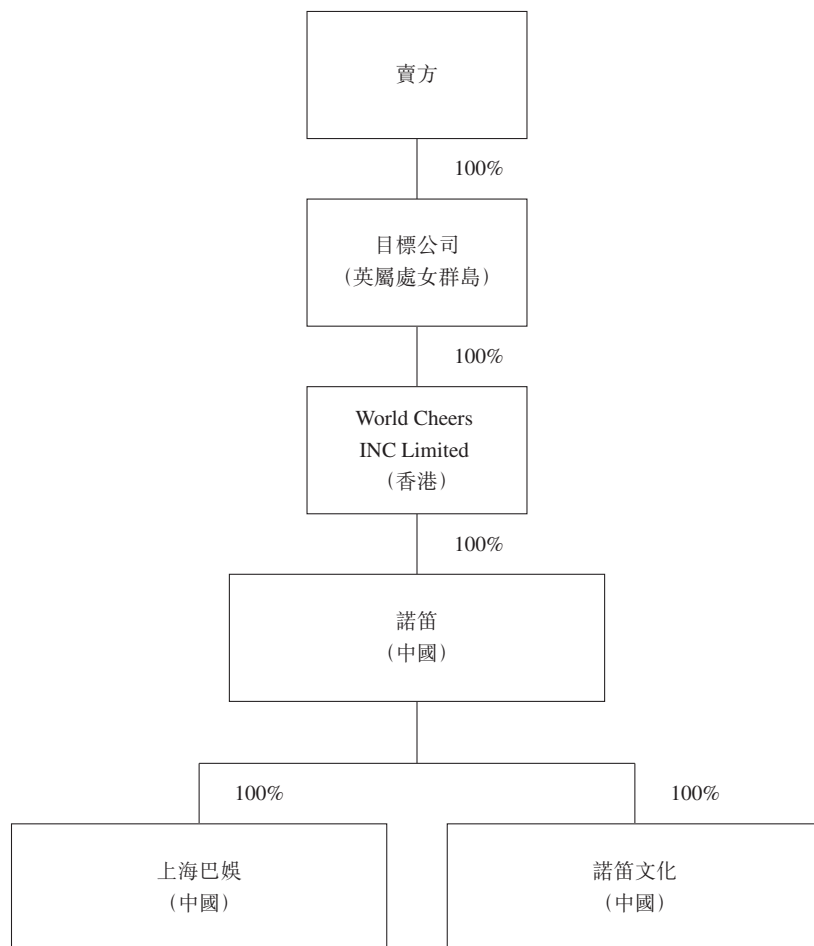 賣方
100%
目標公司
（英屬處女群島）
100%
World Cheers
INC Limited
（香港）
100%
諾笛
（中國）
100%
100%
上海巴娛
（中國）
諾笛文化
（中國）